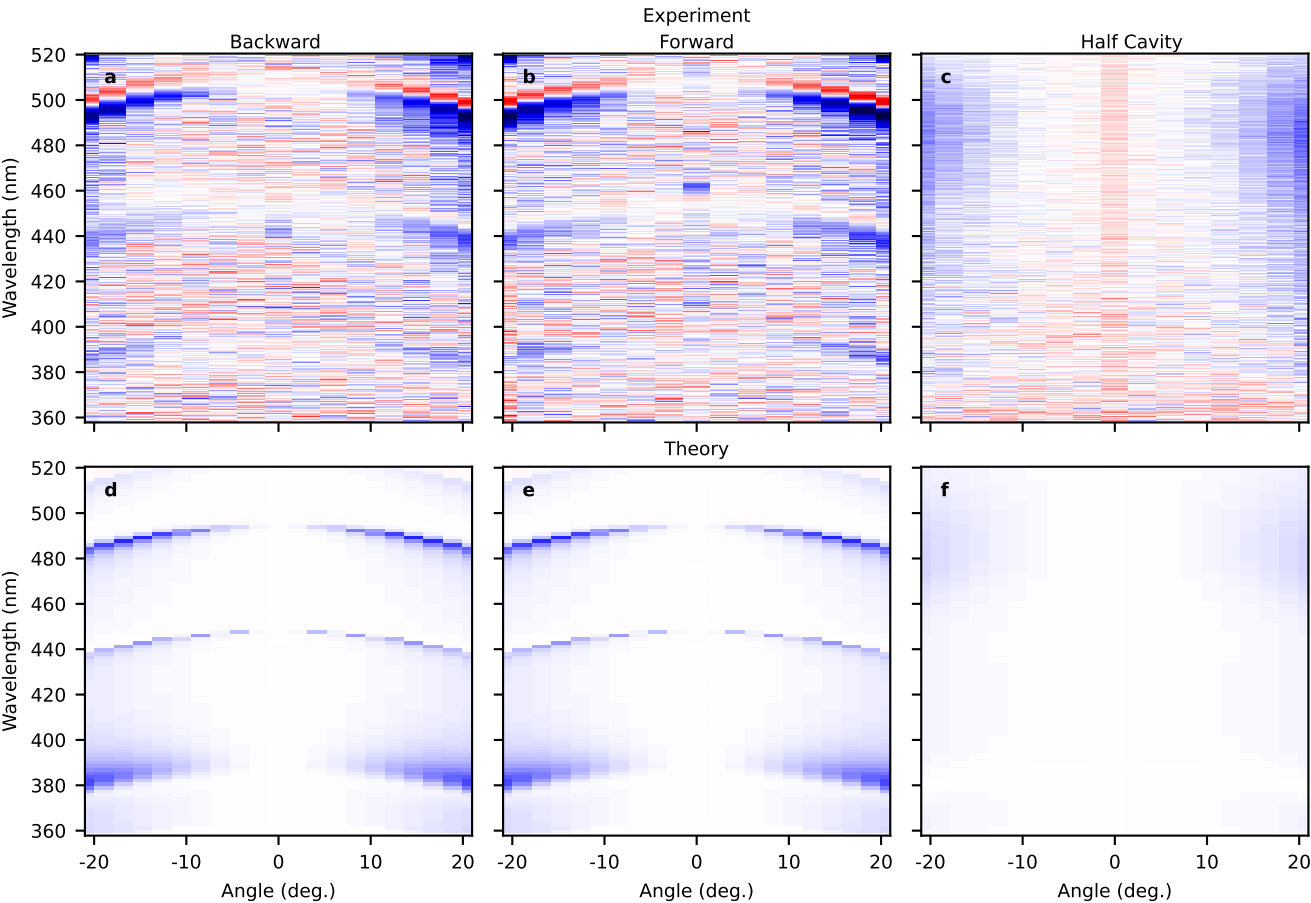 Experiment
Backward Forward Half Cavity
a b c
520
500
480
460
440
420
400
380
360
Wavelength (nm)
Theory
d e f
520
500
480
460
440
420
400
380
360
Wavelength (nm)
-20 -10 0 10 20 -20 -10 0 10 20 -20 -10 0 10 20
Angle (deg.) Angle (deg.) Angle (deg.)